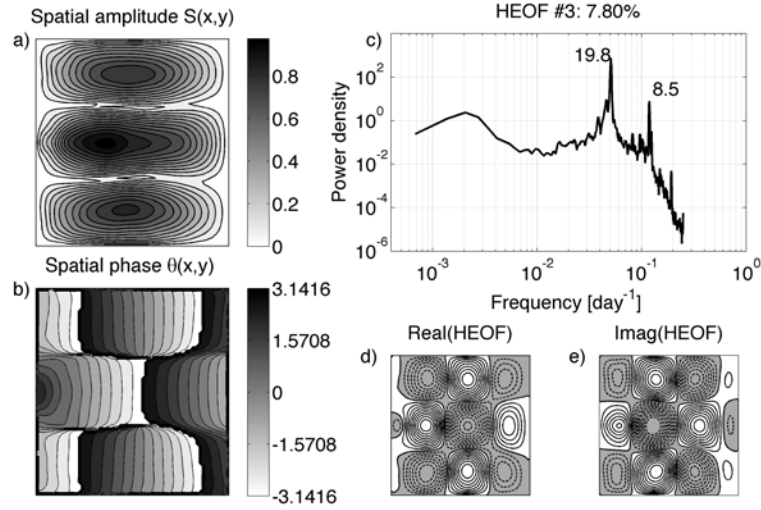 Spatial amplitude S(x,y)
a)
0.8
0.6
0.4
0.2
0
Spatial phase θ(x,y)
b)
3.1416
1.5708
0
-1.5708
-3.1416
HEOF #3: 7.80%
c)
19.8
8.5
Power density
10^2
10^0
10^-2
10^-4
10^-6
10^-3
10^-2
10^-1
10^0
Frequency [day^-1]
Real(HEOF)
d)
Imag(HEOF)
e)